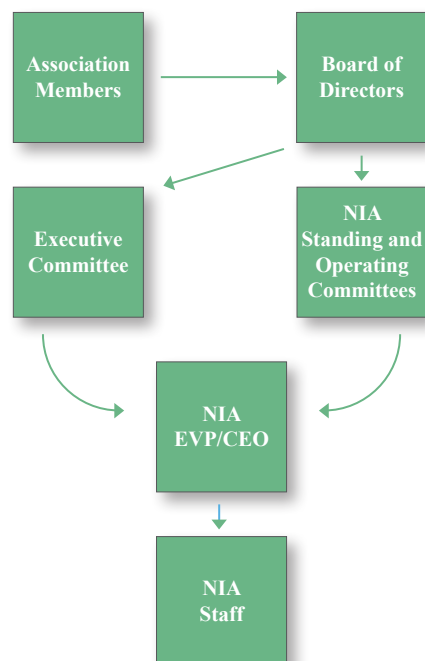 Association
Members
Board of
Directors
Executive
Committee
NIA
Standing and
Operating
Committees
NIA
EVP/CEO
NIA
Staff